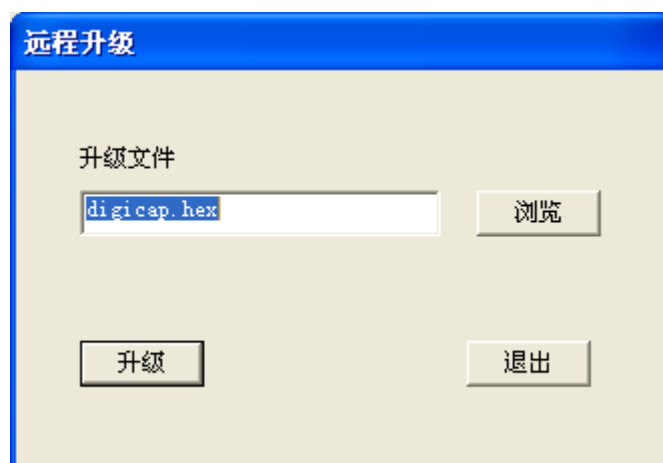 远程升级
升级文件
digicap.hex
浏览
升级
退出